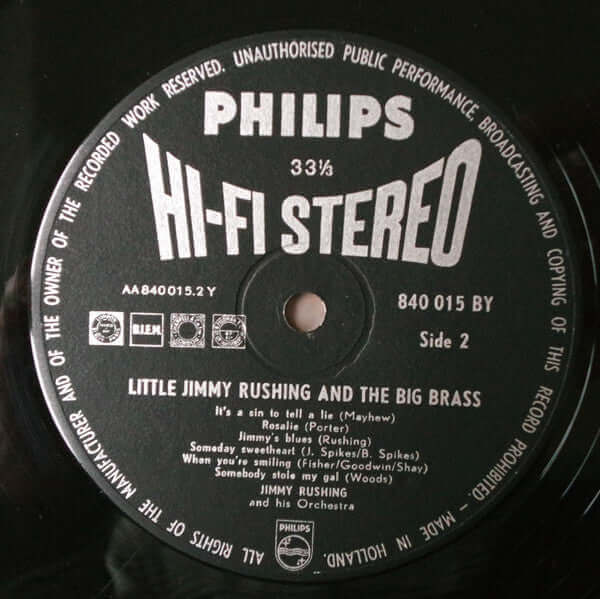 ALL RIGHTS OF THE MANUFACTURER AND OF THE OWNER OF THE RECORDED WORK RESERVED. UNAUTHORISED PUBLIC PERFORMANCE, BROADCASTING AND COPYING OF THIS RECORD PROHIBITED. – MADE IN HOLLAND.
PHILIPS
33⅓
HI-FI STEREO
AA 840 015.2 Y
840 015 BY
B.I.E.M.
Side 2
LITTLE JIMMY RUSHING AND THE BIG BRASS
It's a sin to tell a lie (Mayhew)
Rosalie (Porter)
Jimmy's blues (Rushing)
Someday sweetheart (J. Spikes/B. Spikes)
When you're smiling (Fisher/Goodwin/Shay)
Somebody stole my gal (Woods)
JIMMY RUSHING
and his Orchestra
PHILIPS